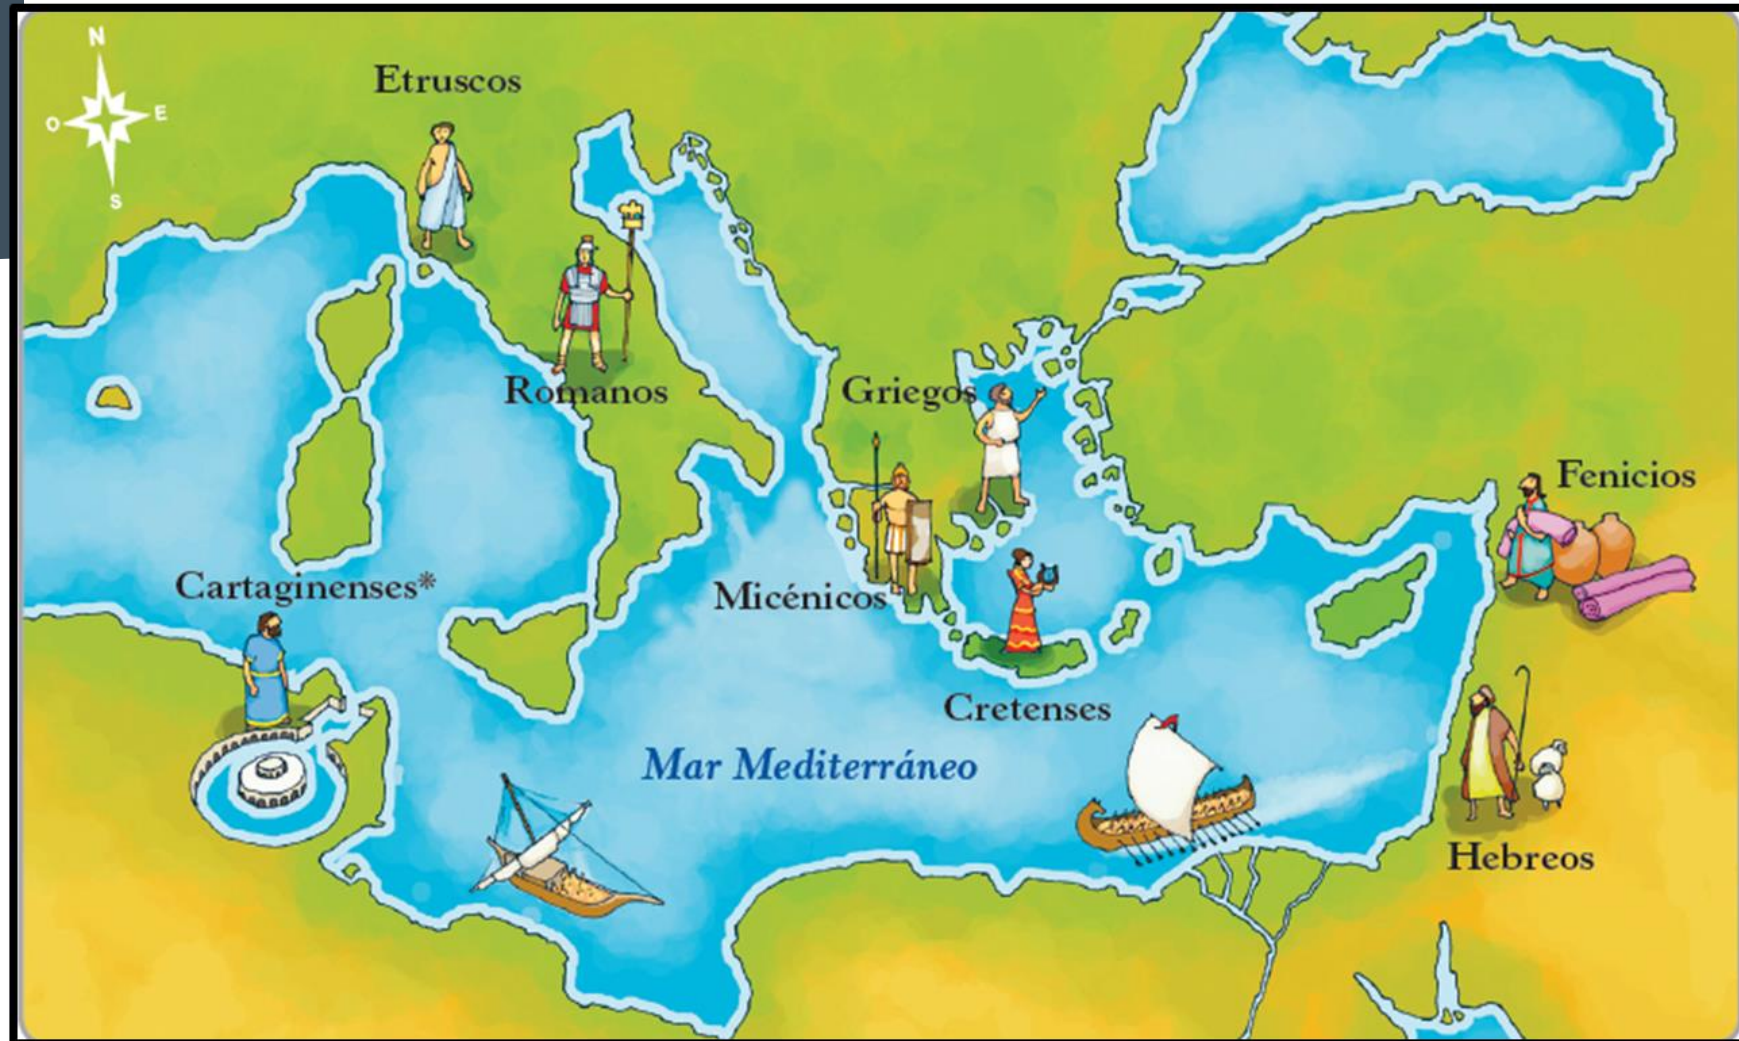 N
Etruscos
O
E
S
Romanos
Griegos
Fenicios
Cartaginenses*
Micénicos
Cretenses
Mar Mediterráneo
Hebreos